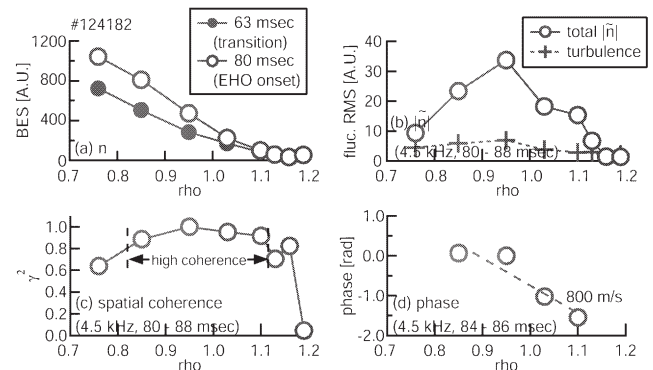 #124182
63 msec
(transition)
80 msec
(EHO onset)
1200
800
400
0
BES [A.U.]
(a) n
0.7 0.8 0.9 1.0 1.1 1.2
rho
total |ñ|
turbulence
40
30
20
10
0
fluc. RMS [A.U.]
(b) |ñ|
(4.5 kHz, 80 - 88 msec)
0.7 0.8 0.9 1.0 1.1 1.2
rho
1.0
0.8
0.6
0.4
0.2
0.0
γ²
high coherence
(c) spatial coherence
(4.5 kHz, 80 - 88 msec)
0.7 0.8 0.9 1.0 1.1 1.2
rho
1.0
0.0
-1.0
-2.0
phase [rad]
800 m/s
(d) phase
(4.5 kHz, 84 - 86 msec)
0.7 0.8 0.9 1.0 1.1 1.2
rho